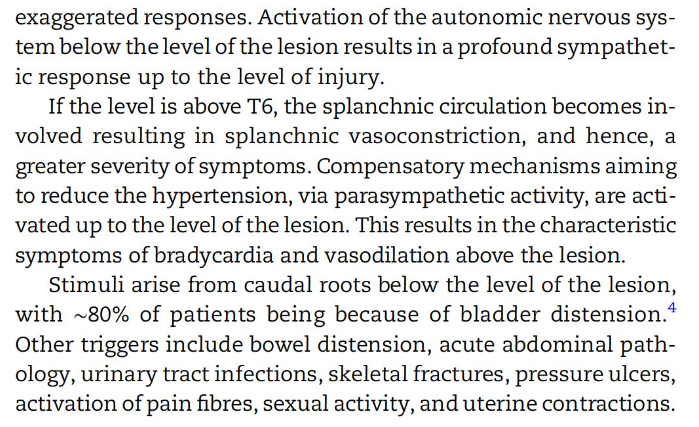 exaggerated responses. Activation of the autonomic nervous sys-
tem below the level of the lesion results in a profound sympathet-
ic response up to the level of injury.
If the level is above T6, the splanchnic circulation becomes in-
volved resulting in splanchnic vasoconstriction, and hence, a
greater severity of symptoms. Compensatory mechanisms aiming
to reduce the hypertension, via parasympathetic activity, are acti-
vated up to the level of the lesion. This results in the characteristic
symptoms of bradycardia and vasodilation above the lesion.
Stimuli arise from caudal roots below the level of the lesion,
with ~80% of patients being because of bladder distension.4
Other triggers include bowel distension, acute abdominal path-
ology, urinary tract infections, skeletal fractures, pressure ulcers,
activation of pain fibres, sexual activity, and uterine contractions.